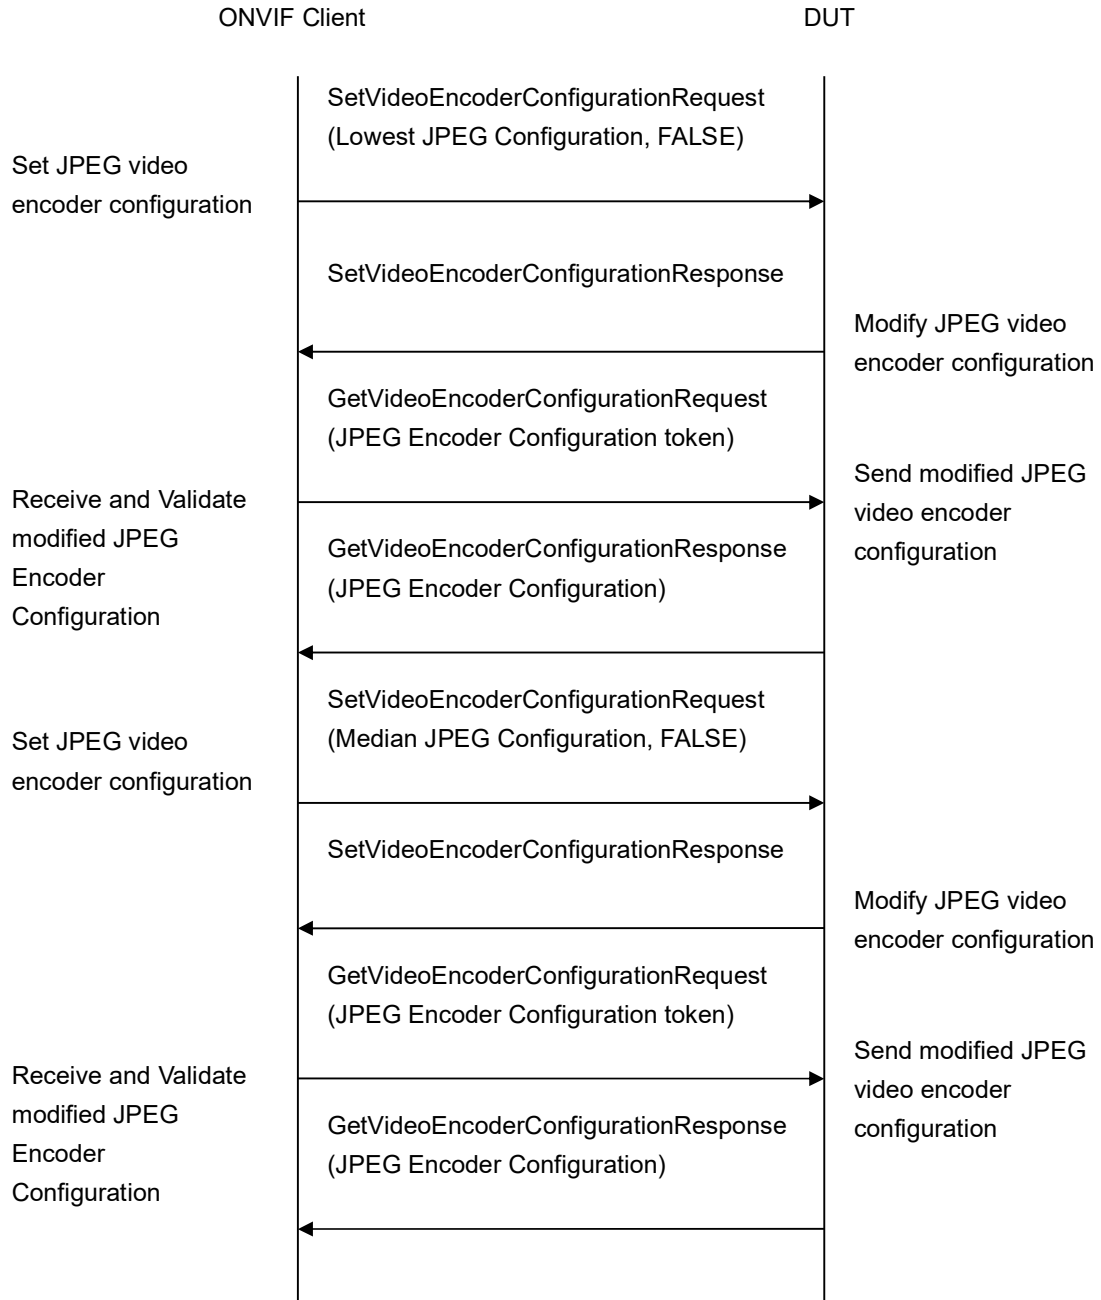 ONVIF Client
DUT
SetVideoEncoderConfigurationRequest
(Lowest JPEG Configuration, FALSE)
Set JPEG video
encoder configuration
SetVideoEncoderConfigurationResponse
Modify JPEG video
encoder configuration
GetVideoEncoderConfigurationRequest
(JPEG Encoder Configuration token)
Send modified JPEG
video encoder
configuration
Receive and Validate
modified JPEG
Encoder
Configuration
GetVideoEncoderConfigurationResponse
(JPEG Encoder Configuration)
SetVideoEncoderConfigurationRequest
(Median JPEG Configuration, FALSE)
Set JPEG video
encoder configuration
SetVideoEncoderConfigurationResponse
Modify JPEG video
encoder configuration
GetVideoEncoderConfigurationRequest
(JPEG Encoder Configuration token)
Send modified JPEG
video encoder
configuration
Receive and Validate
modified JPEG
Encoder
Configuration
GetVideoEncoderConfigurationResponse
(JPEG Encoder Configuration)